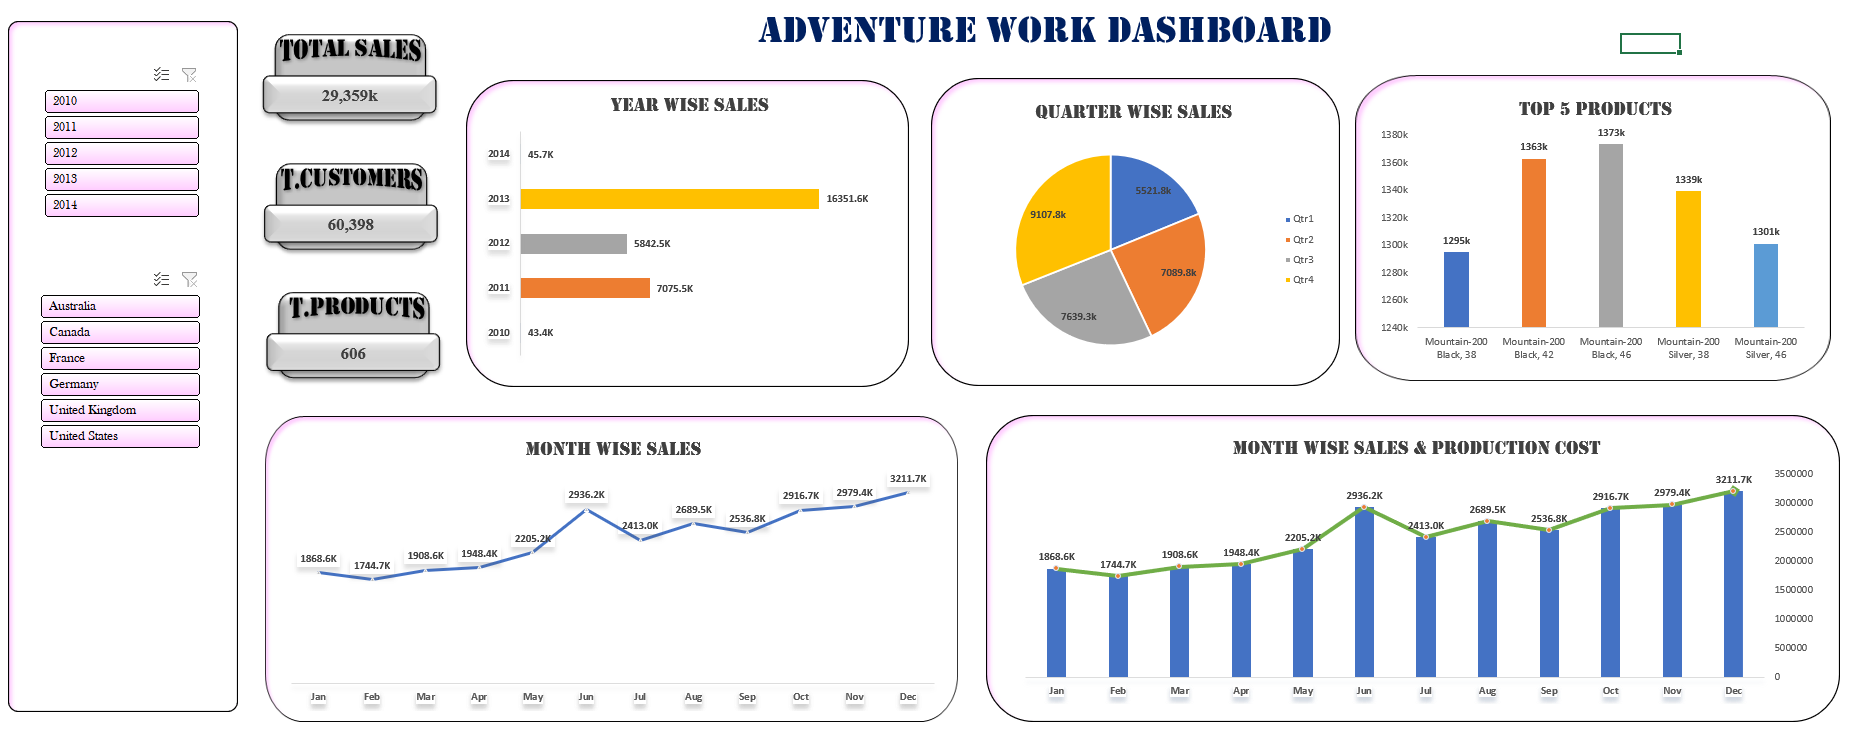 ADVENTURE WORK DASHBOARD
2010
2011
2012
2013
2014
Australia
Canada
France
Germany
United Kingdom
United States
TOTAL SALES
29,359k
T.CUSTOMERS
60,398
T.PRODUCTS
606
YEAR WISE SALES
2014 45.7K
2013 16351.6K
2012 5842.5K
2011 7075.5K
2010 43.4K
QUARTER WISE SALES
5521.8k
9107.8k
7089.8k
7639.3k
Qtr1
Qtr2
Qtr3
Qtr4
TOP 5 PRODUCTS
1380k
1360k
1340k
1320k
1300k
1280k
1260k
1240k
1295k
1363k
1373k
1339k
1301k
Mountain-200 Mountain-200 Mountain-200 Mountain-200 Mountain-200
Black, 38 Black, 42 Black, 46 Silver, 38 Silver, 46
MONTH WISE SALES
1868.6K 1744.7K 1908.6K 1948.4K 2205.2K 2936.2K 2413.0K 2689.5K 2536.8K 2916.7K 2979.4K 3211.7K
Jan Feb Mar Apr May Jun Jul Aug Sep Oct Nov Dec
MONTH WISE SALES & PRODUCTION COST
1868.6K 1744.7K 1908.6K 1948.4K 2205.2K 2936.2K 2413.0K 2689.5K 2536.8K 2916.7K 2979.4K 3211.7K
3500000
3000000
2500000
2000000
1500000
1000000
500000
0
Jan Feb Mar Apr May Jun Jul Aug Sep Oct Nov Dec